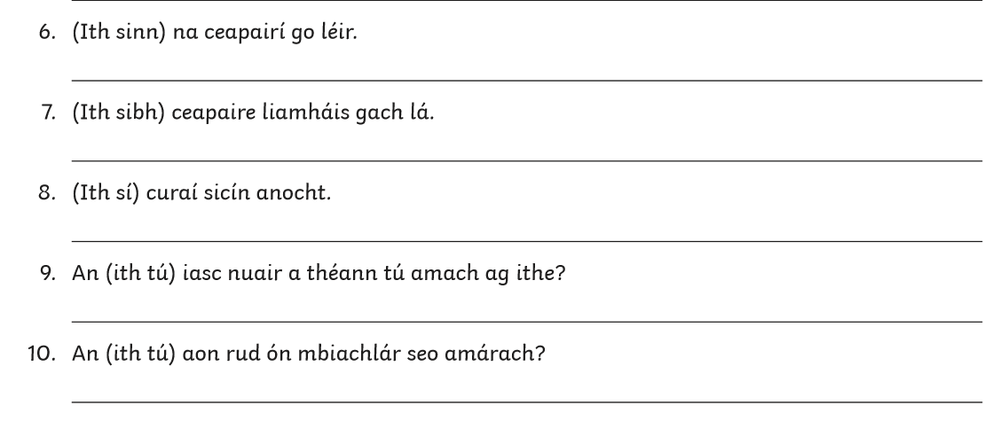 6. (Ith sinn) na ceapairí go léir.
7. (Ith sibh) ceapaire liamháis gach lá.
8. (Ith sí) curaí sicín anocht.
9. An (ith tú) iasc nuair a théann tú amach ag ithe?
10. An (ith tú) aon rud ón mbiachlár seo amárach?